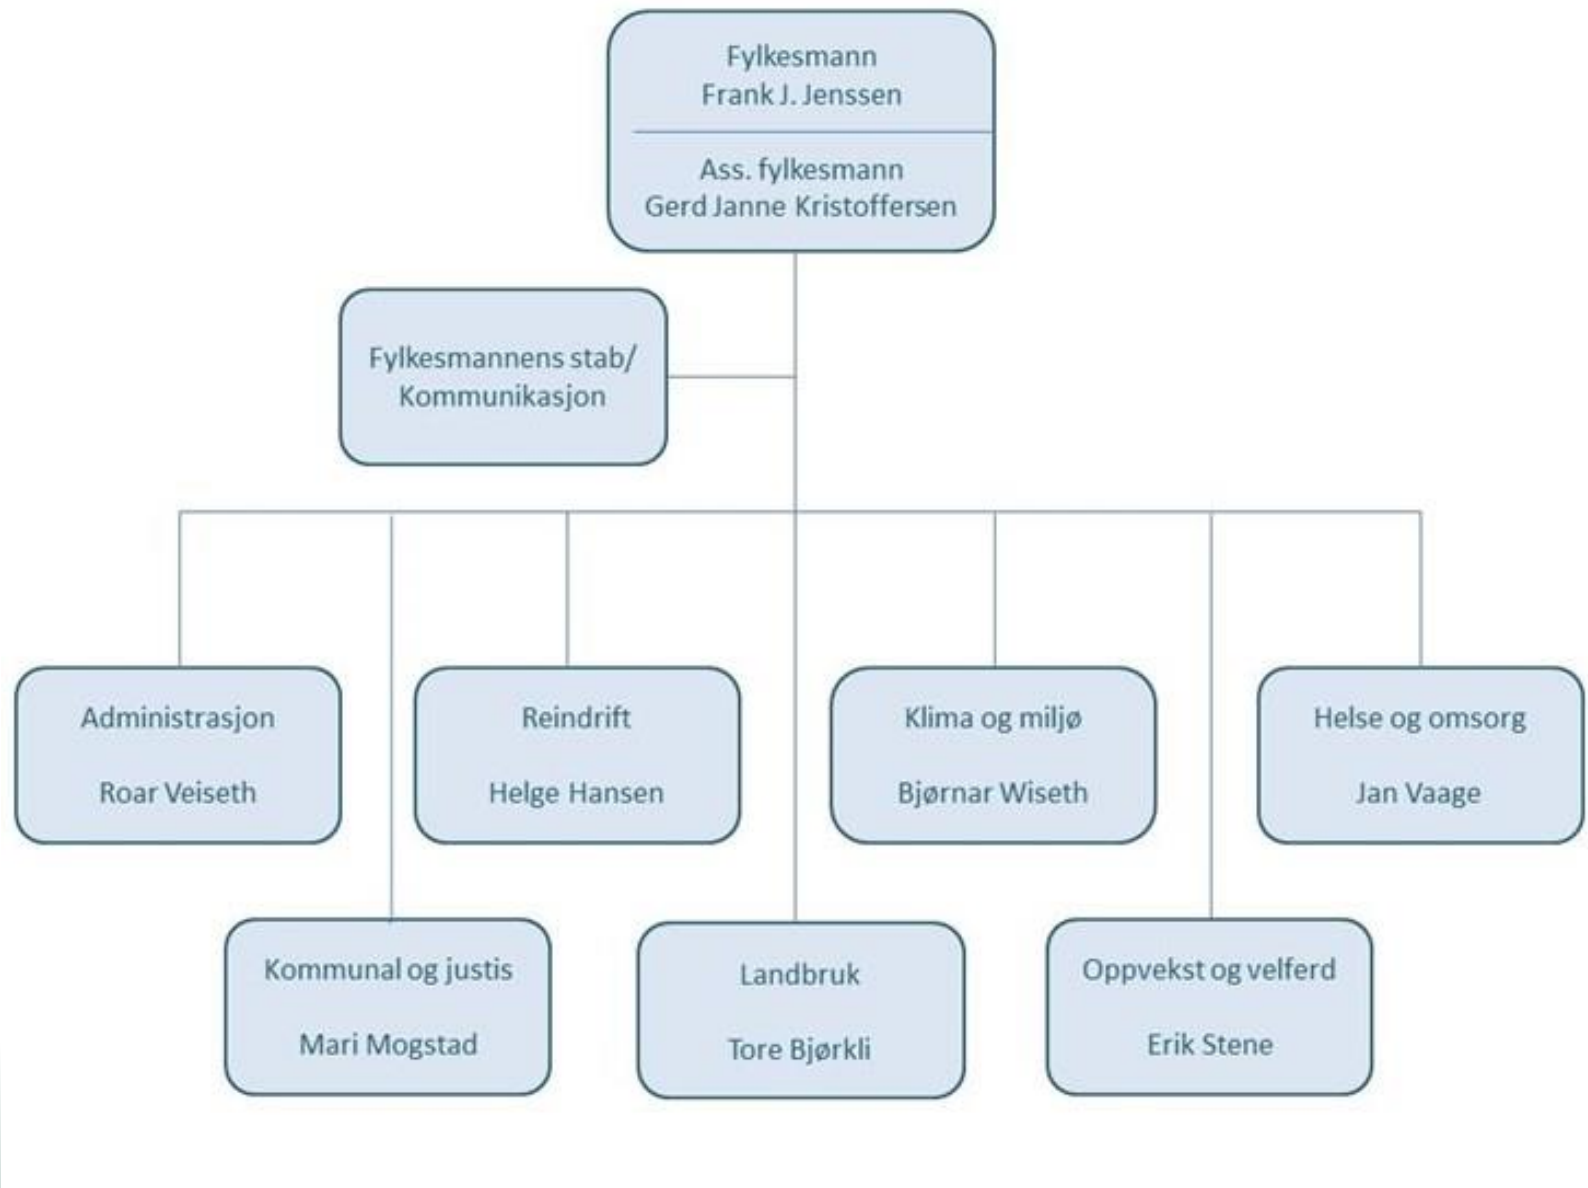 Fylkesmann
Frank J. Jenssen
Ass. fylkesmann
Gerd Janne Kristoffersen
Fylkesmannens stab/
Kommunikasjon
Administrasjon
Roar Veiseth
Reindrift
Helge Hansen
Klima og miljø
Bjørnar Wiseth
Helse og omsorg
Jan Vaage
Kommunal og justis
Mari Mogstad
Landbruk
Tore Bjørkli
Oppvekst og velferd
Erik Stene